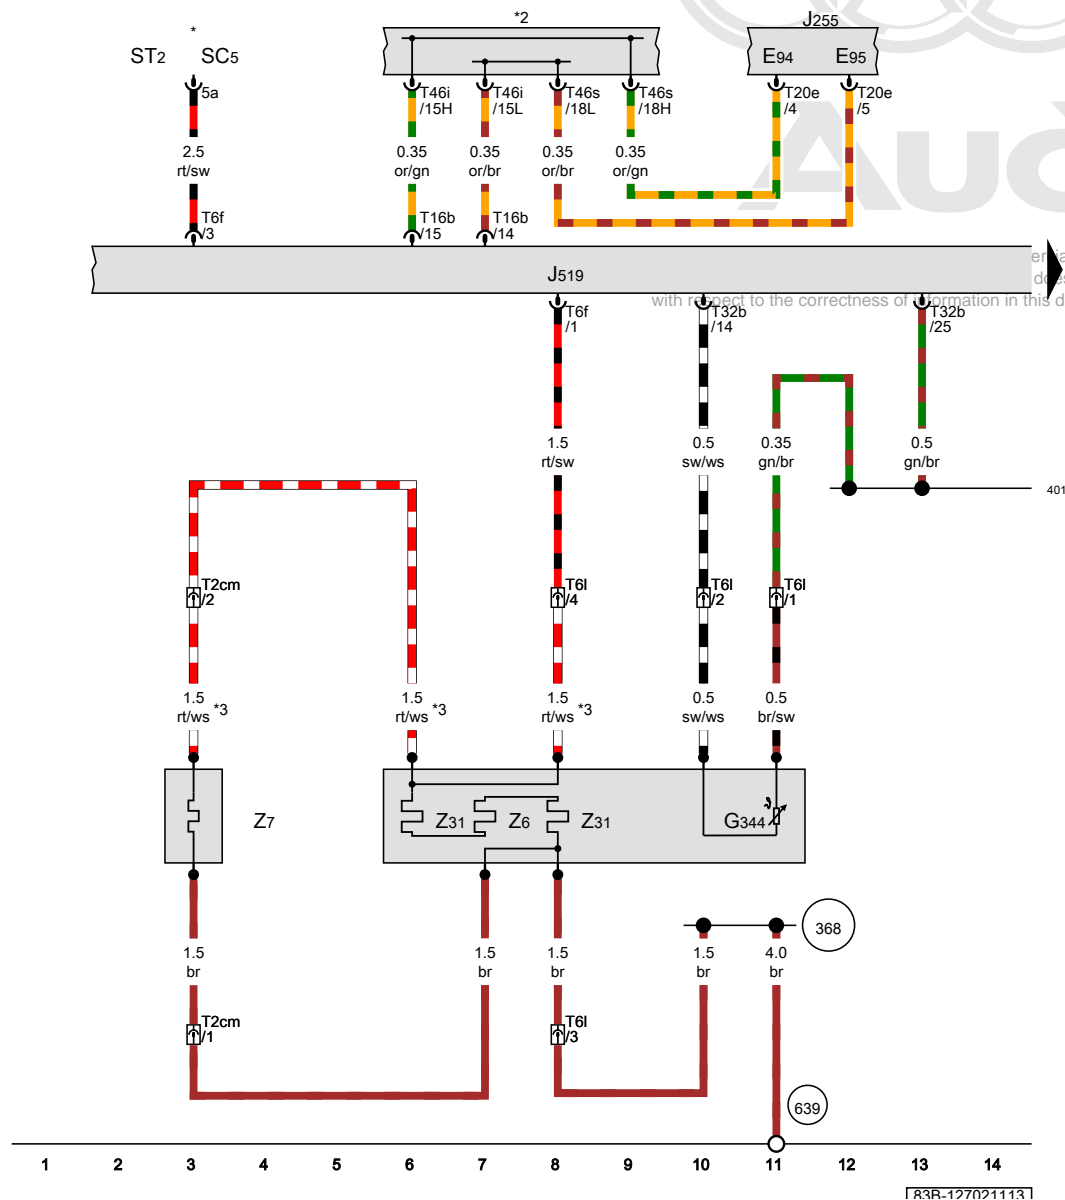 *
*2
J255
ST2 SC5
E94 E95
5a
T46i /15H
T46i /15L
T46s /18L
T46s /18H
T20e /4
T20e /5
2.5 rt/sw
0.35 or/gn
0.35 or/br
0.35 or/br
0.35 or/gn
Audi
T6f /3
T16b /15
T16b /14
J519
with respect to the correctness of information in this d
T6f /1
T32b /14
T32b /25
1.5 rt/sw
0.5 sw/ws
0.35 gn/br
0.5 gn/br
401
T2cm /2
T6l /4
T6l /2
T6l /1
1.5 rt/ws *3
1.5 rt/ws *3
1.5 rt/ws *3
0.5 sw/ws
0.5 br/sw
Z7
Z31
Z6
Z31
G344
368
1.5 br
1.5 br
1.5 br
1.5 br
4.0 br
T2cm /1
T6l /3
639
1 2 3 4 5 6 7 8 9 10 11 12 13 14
83B-127021113